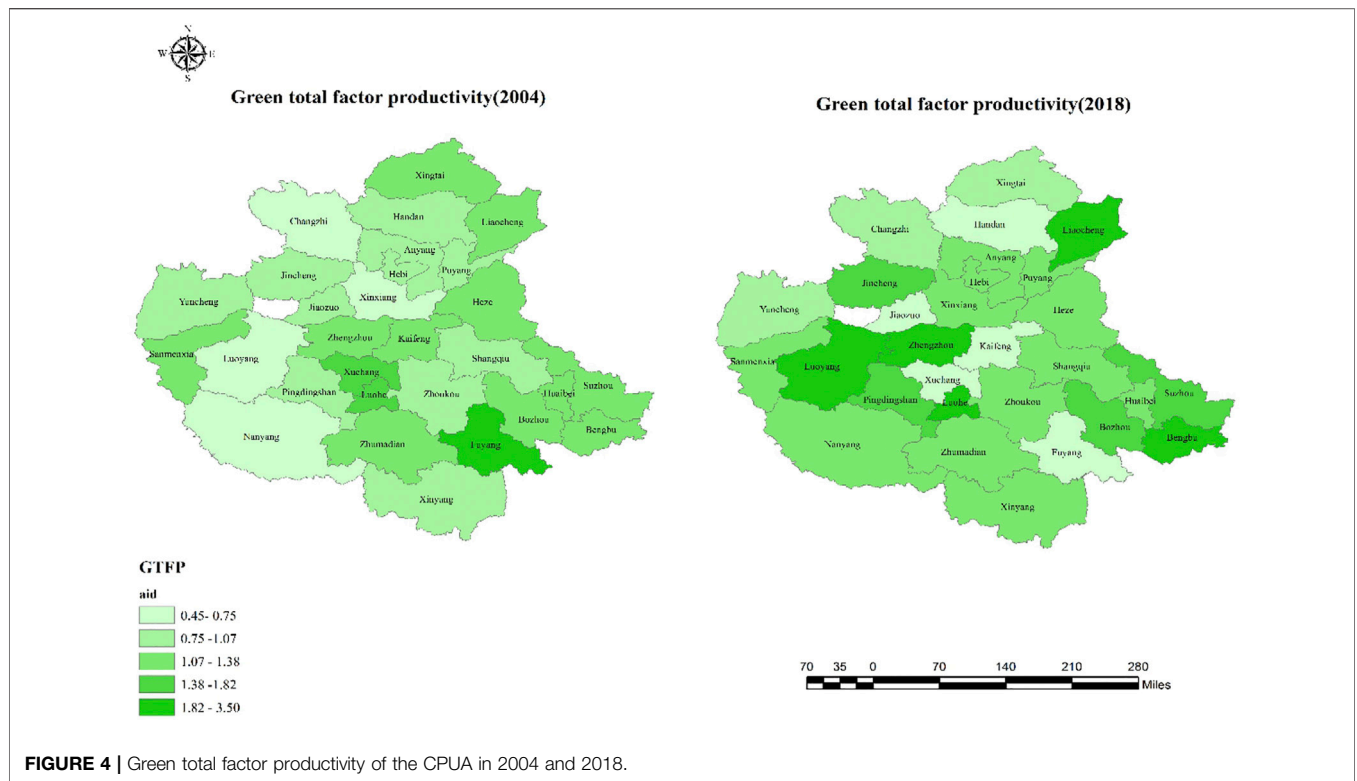 N
W E
S
Green total factor productivity(2004)
Xingtai
Changzhi
Handan
Liaocheng
Anyang
Hebi
Puyang
Jincheng
Yuncheng
Jiaozuo
Xinxiang
Heze
Sanmenxia
Luoyang
Zhengzhou
Kaifeng
Shangqiu
Xuchang
Pingdingshan
Luohe
Zhoukou
Huaibei
Suzhou
Bozhou
Bengbu
Nanyang
Zhumadian
Fuyang
Xinyang
Green total factor productivity(2018)
Xingtai
Changzhi
Handan
Liaocheng
Anyang
Hebi
Puyang
Jincheng
Yuncheng
Jiaozuo
Xinxiang
Heze
Sanmenxia
Luoyang
Zhengzhou
Kaifeng
Shangqiu
Xuchang
Pingdingshan
Luohe
Zhoukou
Huaibei
Suzhou
Bozhou
Bengbu
Nanyang
Zhumadian
Fuyang
Xinyang
GTFP
aid
0.45- 0.75
0.75 -1.07
1.07 - 1.38
1.38 -1.82
1.82 - 3.50
70 35 0 70 140 210 280
Miles
FIGURE 4 | Green total factor productivity of the CPUA in 2004 and 2018.